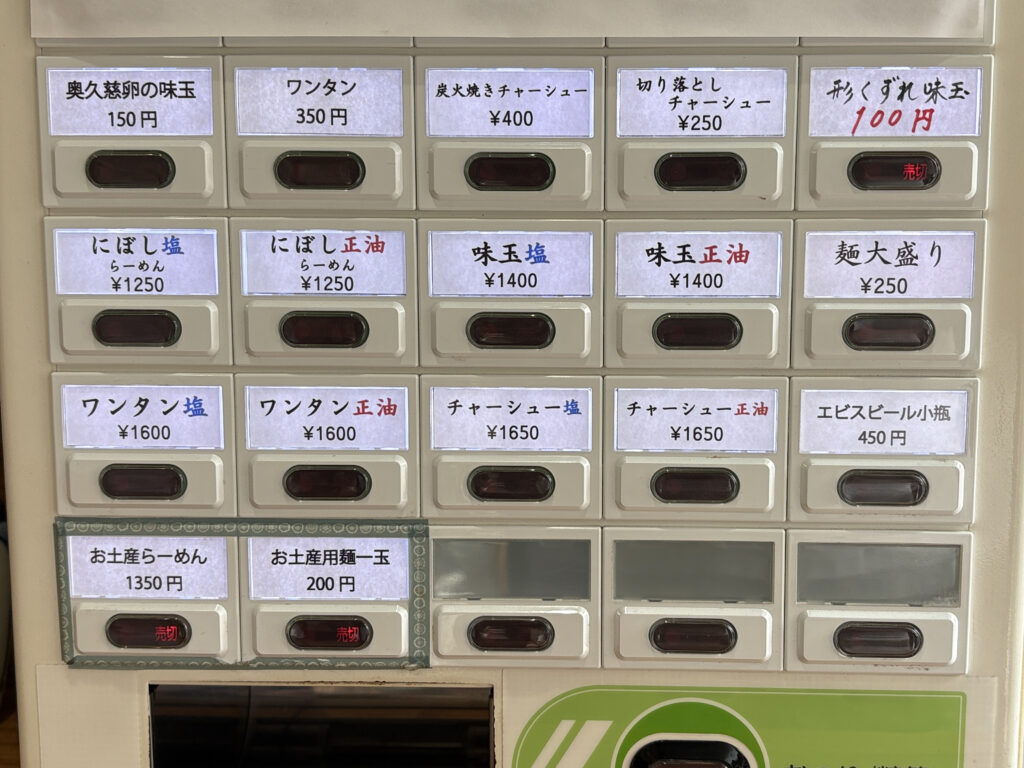 奥久慈卵の味玉
150円
ワンタン
350円
炭火焼きチャーシュー
¥400
切り落とし
チャーシュー
¥250
形くずれ味玉
100円
売切
にぼし塩
らーめん
¥1250
にぼし正油
らーめん
¥1250
味玉塩
¥1400
味玉正油
¥1400
麺大盛り
¥250
ワンタン塩
¥1600
ワンタン正油
¥1600
チャーシュー塩
¥1650
チャーシュー正油
¥1650
エビスビール小瓶
450円
お土産らーめん
1350円
売切
お土産用麺一玉
200円
売切